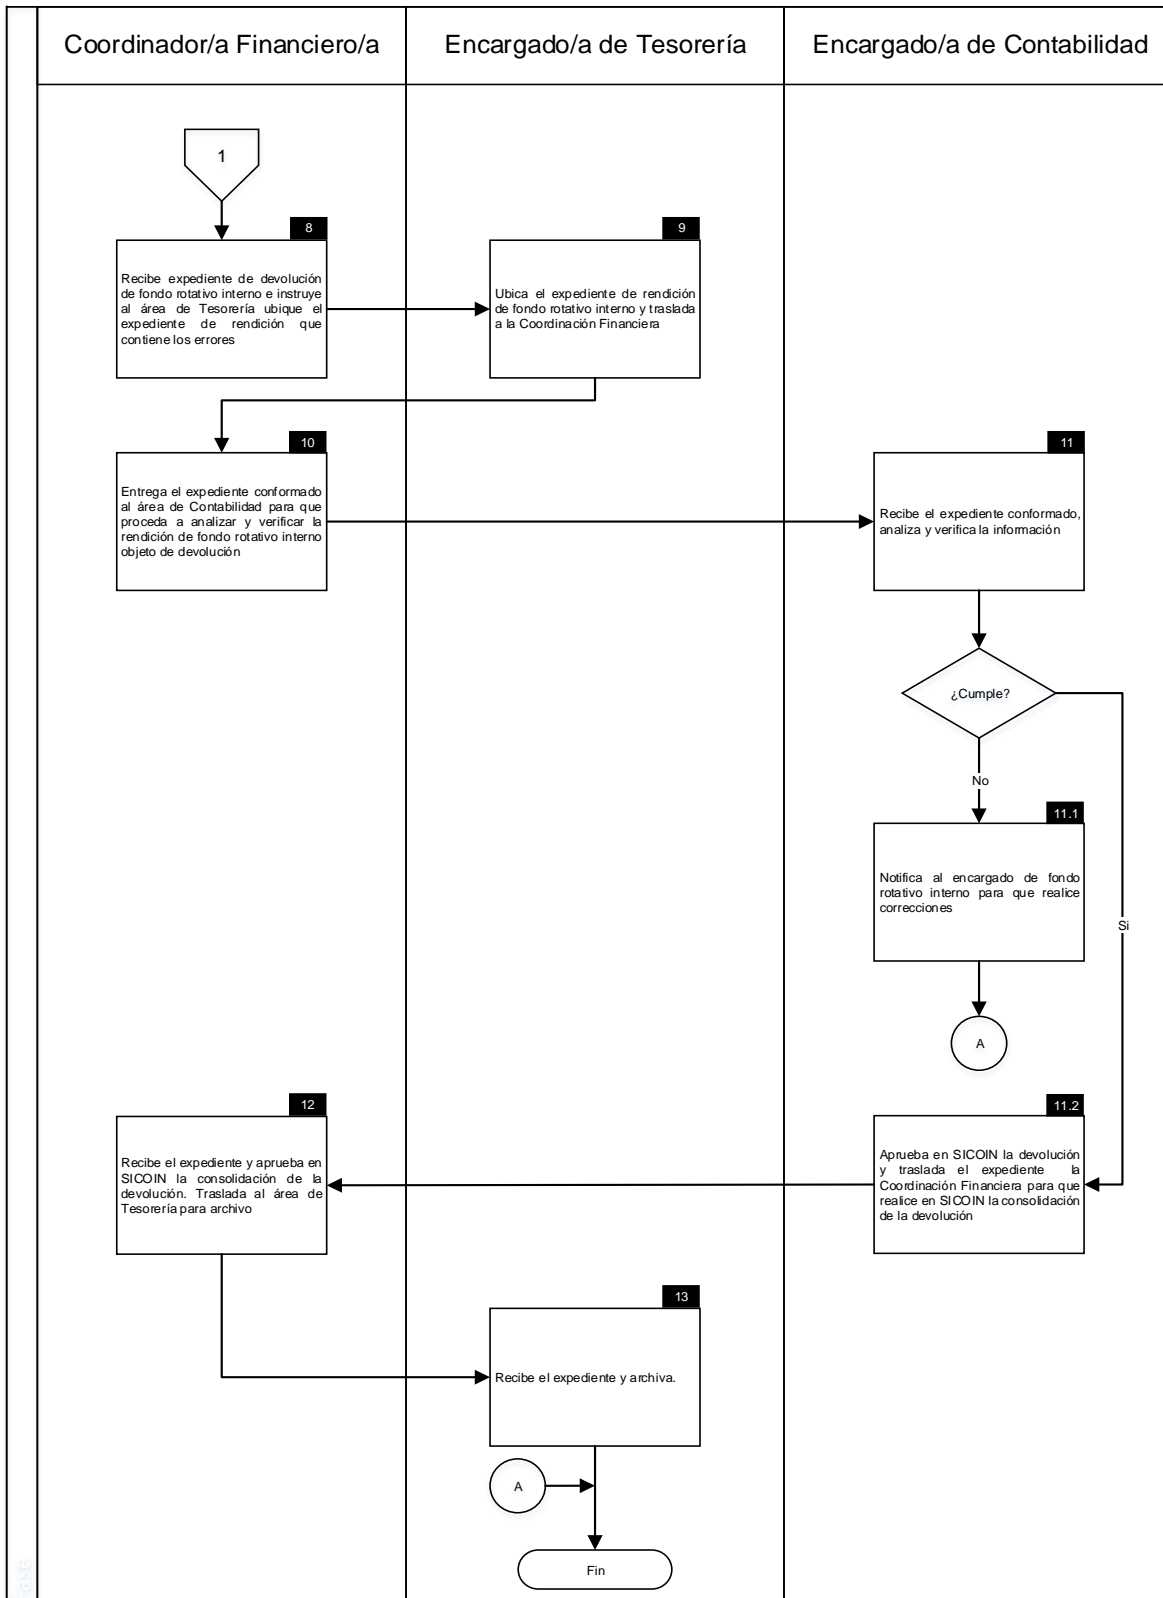 Coordinador/a Financiero/a
Encargado/a de Tesorería
Encargado/a de Contabilidad
1
8
Recibe expediente de devolución
de fondo rotativo interno e instruye
al área de Tesorería ubique el
expediente de rendición que
contiene los errores
9
Ubica el expediente de rendición
de fondo rotativo interno y traslada
a la Coordinación Financiera
10
Entrega el expediente conformado
al área de Contabilidad para que
proceda a analizar y verificar la
rendición de fondo rotativo interno
objeto de devolución
11
Recibe el expediente conformado,
analiza y verifica la información
¿Cumple?
No
Si
11.1
Notifica al encargado de fondo
rotativo interno para que realice
correcciones
A
11.2
Aprueba en SICOIN la devolución
y traslada el expediente la
Coordinación Financiera para que
realice en SICOIN la consolidación
de la devolución
12
Recibe el expediente y aprueba en
SICOIN la consolidación de la
devolución. Traslada al área de
Tesorería para archivo
13
Recibe el expediente y archiva.
A
Fin